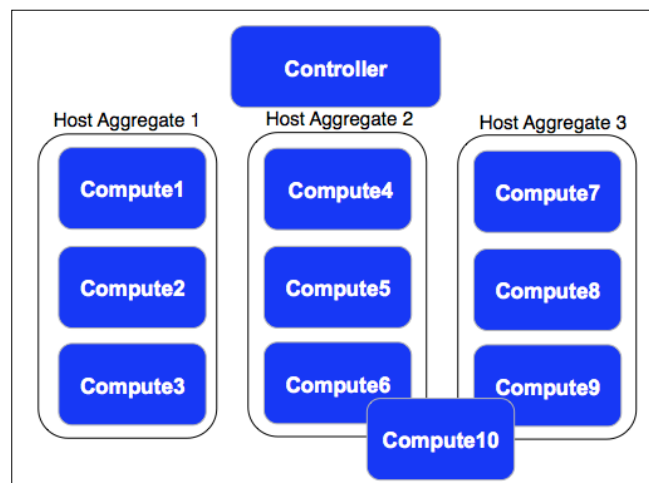 Controller
Host Aggregate 1
Host Aggregate 2
Host Aggregate 3
Compute1
Compute4
Compute7
Compute2
Compute5
Compute8
Compute3
Compute6
Compute9
Compute10